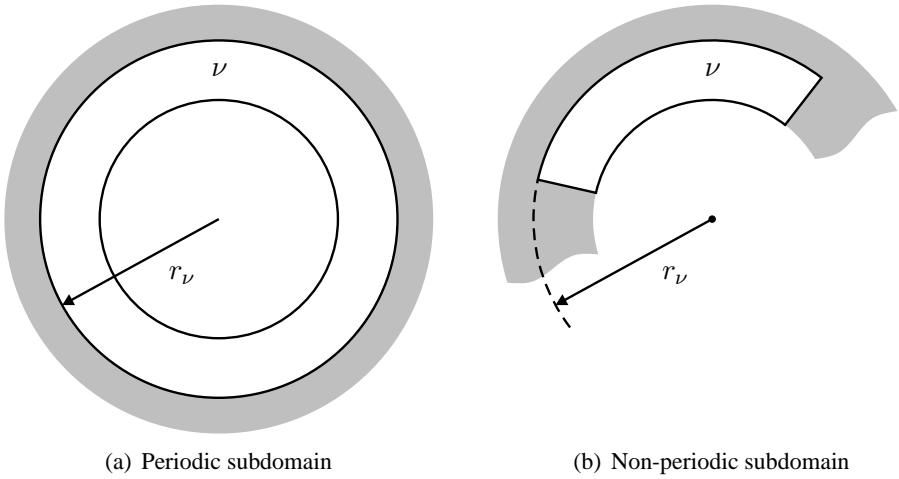 ν
ν
r_ν
r_ν
(a) Periodic subdomain
(b) Non-periodic subdomain